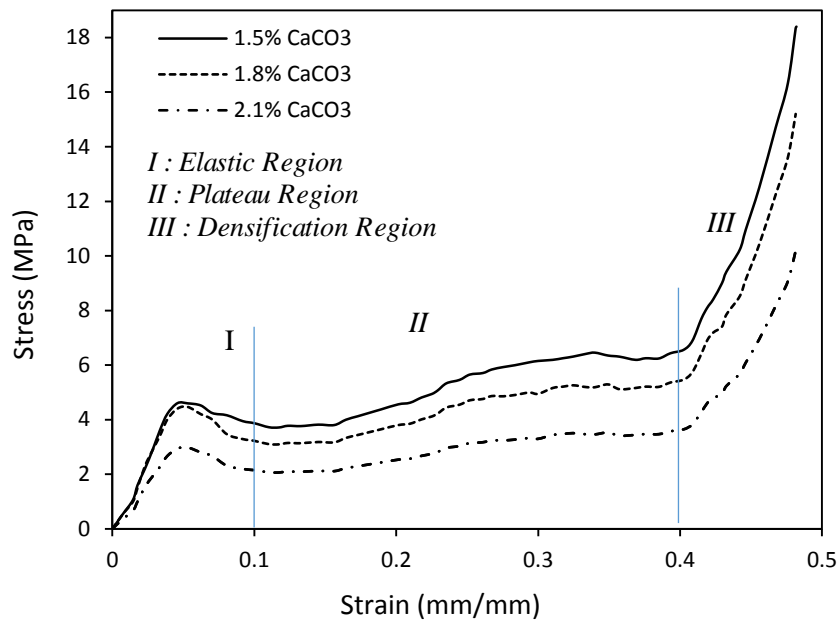 18
16
14
12
10
8
6
4
2
0
Stress (MPa)
1.5% CaCO3
1.8% CaCO3
2.1% CaCO3
I : Elastic Region
II : Plateau Region
III : Densification Region
I
II
III
0
0.1
0.2
0.3
0.4
0.5
Strain (mm/mm)